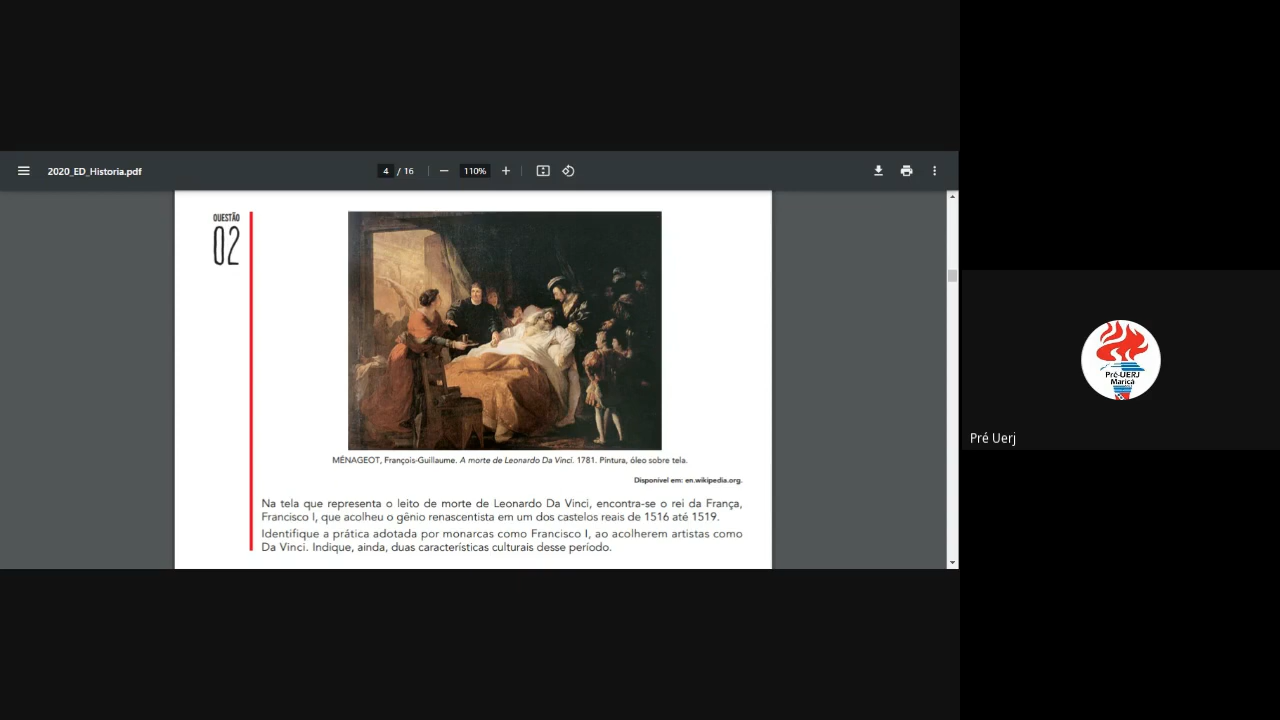 2020_ED_Historia.pdf
4 / 16
110%
QUESTÃO
02
MÉNAGEOT, François-Guillaume. A morte de Leonardo Da Vinci. 1781. Pintura, óleo sobre tela.
Disponível em: en.wikipedia.org.
Na tela que representa o leito de morte de Leonardo Da Vinci, encontra-se o rei da França,
Francisco I, que acolheu o gênio renascentista em um dos castelos reais de 1516 até 1519.
Identifique a prática adotada por monarcas como Francisco I, ao acolherem artistas como
Da Vinci. Indique, ainda, duas características culturais desse período.
Pré-UERJ
Maricá
Pré Uerj